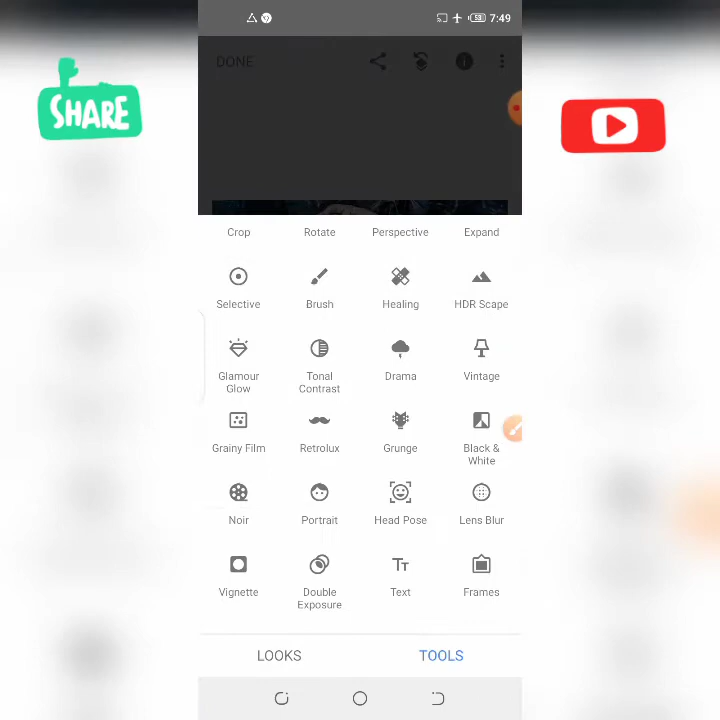 53 7:49
DONE
SHARE
Crop Rotate Perspective Expand
Selective Brush Healing HDR Scape
Glamour Glow Tonal Contrast Drama Vintage
Grainy Film Retrolux Grunge Black & White
Noir Portrait Head Pose Lens Blur
Vignette Double Exposure Text Frames
LOOKS TOOLS